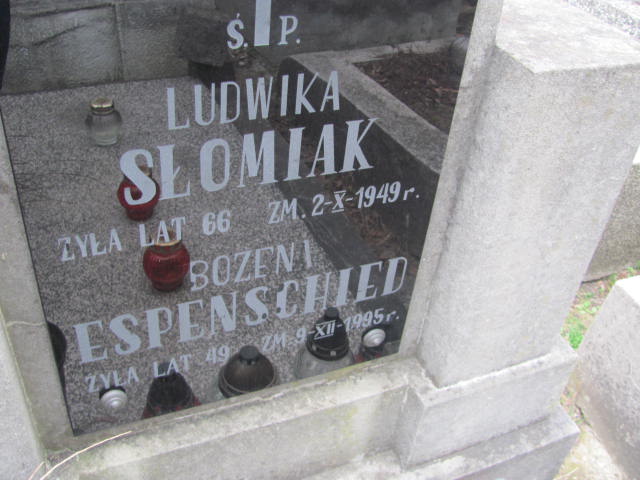 Ś. P.
LUDWIKA
SŁOMIAK
ŻYŁA LAT 66 ZM. 2-X-1949 r.
BOŻENA
ESPENSCHIED
ŻYŁA LAT 49 ZM 9-XII-1995 r.